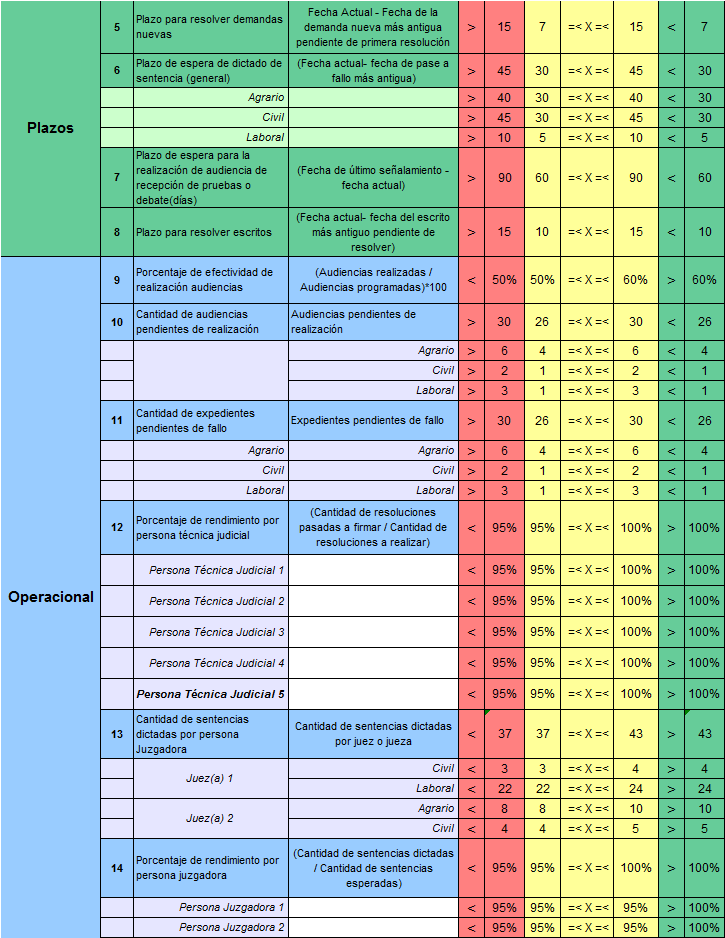 Plazos
5 Plazo para resolver demandas nuevas Fecha Actual - Fecha de la demanda nueva más antigua pendiente de primera resolución > 15 7 =< X =< 15 < 7
6 Plazo de espera de dictado de sentencia (general) (Fecha actual- fecha de pase a fallo más antigua) > 45 30 =< X =< 45 < 30
Agrario > 40 30 =< X =< 40 < 30
Civil > 45 30 =< X =< 45 < 30
Laboral > 10 5 =< X =< 10 < 5
7 Plazo de espera para la realización de audiencia de recepción de pruebas o debate(días) (Fecha de último señalamiento - fecha actual) > 90 60 =< X =< 90 < 60
8 Plazo para resolver escritos (Fecha actual- fecha del escrito más antiguo pendiente de resolver) > 15 10 =< X =< 15 < 10
Operacional
9 Porcentaje de efectividad de realización audiencias (Audiencias realizadas / Audiencias programadas)*100 < 50% 50% =< X =< 60% > 60%
10 Cantidad de audiencias pendientes de realización Audiencias pendientes de realización > 30 26 =< X =< 30 < 26
Agrario > 6 4 =< X =< 6 < 4
Civil > 2 1 =< X =< 2 < 1
Laboral > 3 1 =< X =< 3 < 1
11 Cantidad de expedientes pendientes de fallo Expedientes pendientes de fallo > 30 26 =< X =< 30 < 26
Agrario Agrario > 6 4 =< X =< 6 < 4
Civil Civil > 2 1 =< X =< 2 < 1
Laboral Laboral > 3 1 =< X =< 3 < 1
12 Porcentaje de rendimiento por persona técnica judicial (Cantidad de resoluciones pasadas a firmar / Cantidad de resoluciones a realizar) < 95% 95% =< X =< 100% > 100%
Persona Técnica Judicial 1 < 95% 95% =< X =< 100% > 100%
Persona Técnica Judicial 2 < 95% 95% =< X =< 100% > 100%
Persona Técnica Judicial 3 < 95% 95% =< X =< 100% > 100%
Persona Técnica Judicial 4 < 95% 95% =< X =< 100% > 100%
Persona Técnica Judicial 5 < 95% 95% =< X =< 100% > 100%
13 Cantidad de sentencias dictadas por persona Juzgadora Cantidad de sentencias dictadas por juez o jueza < 37 37 =< X =< 43 > 43
Juez(a) 1 Civil < 3 3 =< X =< 4 > 4
Laboral < 22 22 =< X =< 24 > 24
Juez(a) 2 Agrario < 8 8 =< X =< 10 > 10
Civil < 4 4 =< X =< 5 > 5
14 Porcentaje de rendimiento por persona juzgadora (Cantidad de sentencias dictadas / Cantidad de sentencias esperadas) < 95% 95% =< X =< 100% > 100%
Persona Juzgadora 1 < 95% 95% =< X =< 95% > 100%
Persona Juzgadora 2 < 95% 95% =< X =< 95% > 100%